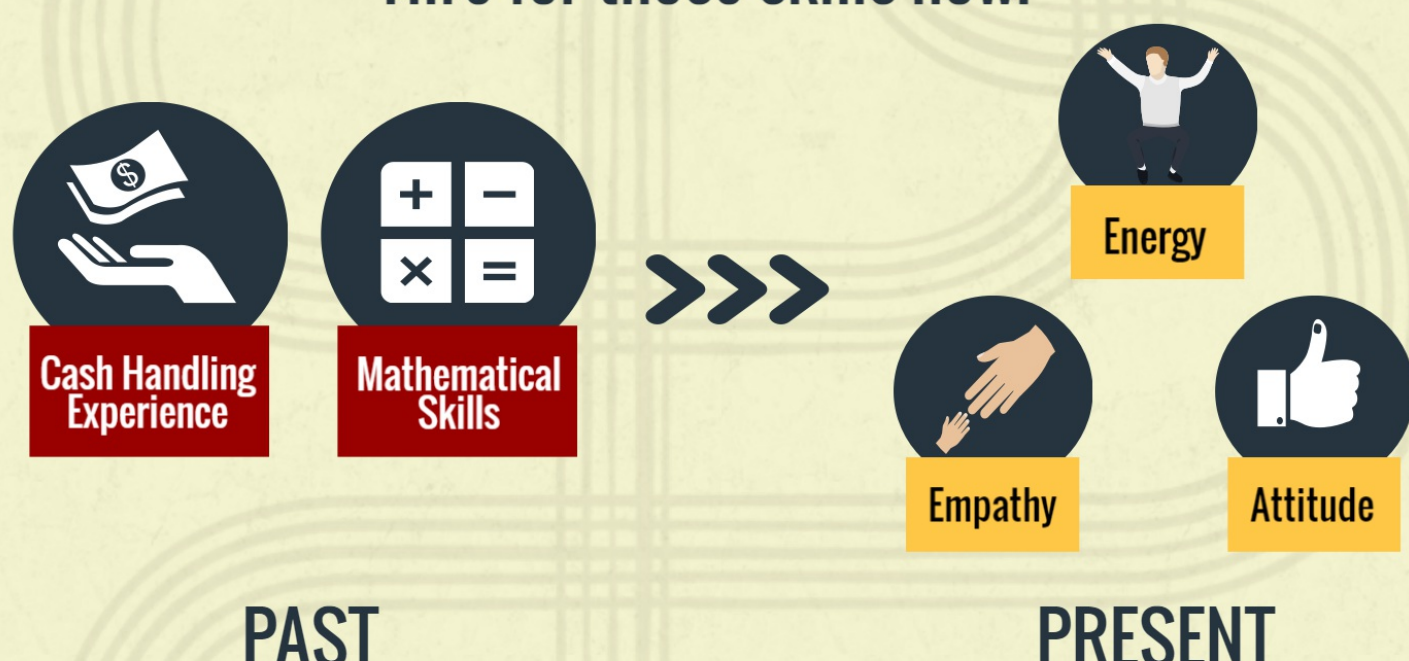 Cash Handling
Experience
Mathematical
Skills
Energy
Empathy
Attitude
PAST
PRESENT